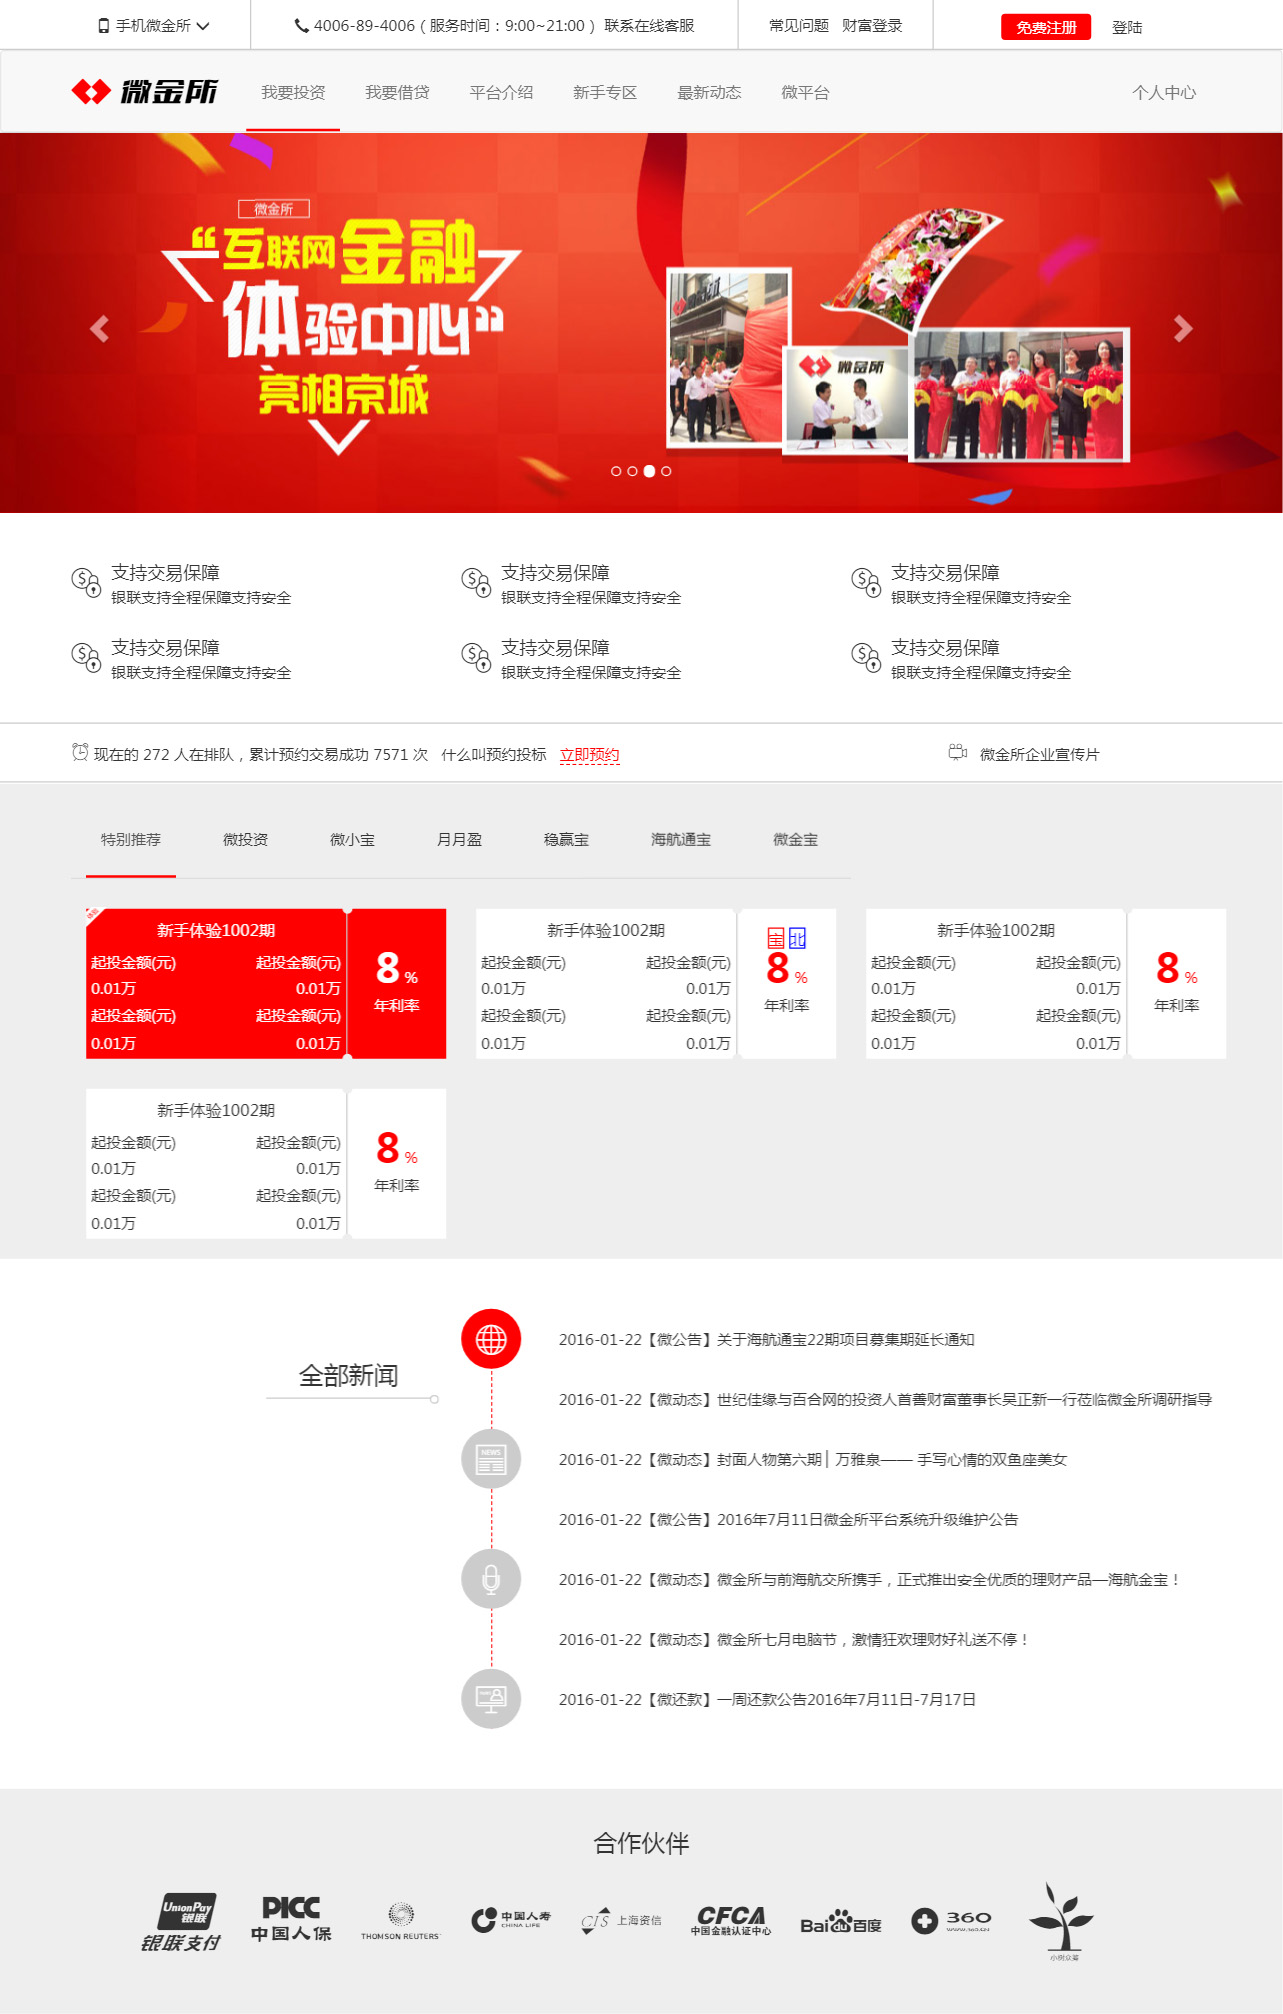 手机微金所
4006-89-4006（服务时间：9:00~21:00） 联系在线客服
常见问题 财富登录
免费注册 登陆
微金所
我要投资 我要借贷 平台介绍 新手专区 最新动态 微平台 个人中心
微金所
“互联网金融
体验中心”
亮相京城
微金所
支持交易保障
银联支持全程保障支持安全
支持交易保障
银联支持全程保障支持安全
支持交易保障
银联支持全程保障支持安全
支持交易保障
银联支持全程保障支持安全
支持交易保障
银联支持全程保障支持安全
支持交易保障
银联支持全程保障支持安全
现在的 272 人在排队，累计预约交易成功 7571 次 什么叫预约投标 立即预约
微金所企业宣传片
特别推荐 微投资 微小宝 月月盈 稳赢宝 海航通宝 微金宝
新手体验1002期
起投金额(元) 起投金额(元)
0.01万 0.01万
起投金额(元) 起投金额(元)
0.01万 0.01万
8 %
年利率
新手体验1002期
起投金额(元) 起投金额(元)
0.01万 0.01万
起投金额(元) 起投金额(元)
0.01万 0.01万
宝 北
8 %
年利率
新手体验1002期
起投金额(元) 起投金额(元)
0.01万 0.01万
起投金额(元) 起投金额(元)
0.01万 0.01万
8 %
年利率
新手体验1002期
起投金额(元) 起投金额(元)
0.01万 0.01万
起投金额(元) 起投金额(元)
0.01万 0.01万
8 %
年利率
全部新闻
2016-01-22【微公告】关于海航通宝22期项目募集期延长通知
2016-01-22【微动态】世纪佳缘与百合网的投资人首善财富董事长吴正新一行莅临微金所调研指导
NEWS
2016-01-22【微动态】封面人物第六期│ 万雅泉—— 手写心情的双鱼座美女
2016-01-22【微公告】2016年7月11日微金所平台系统升级维护公告
2016-01-22【微动态】微金所与前海航交所携手，正式推出安全优质的理财产品—海航金宝！
2016-01-22【微动态】微金所七月电脑节，激情狂欢理财好礼送不停！
2016-01-22【微还款】一周还款公告2016年7月11日-7月17日
合作伙伴
UnionPay
银联
银联支付
PICC
中国人保
THOMSON REUTERS
中国人寿
CHINA LIFE
CIS 上海资信
CFCA
中国金融认证中心
Baidu百度
360
WWW.360.CN
小树众筹